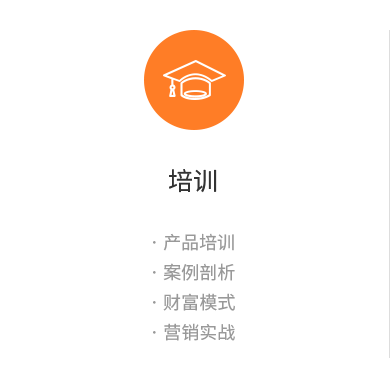 培训
· 产品培训
· 案例剖析
· 财富模式
· 营销实战